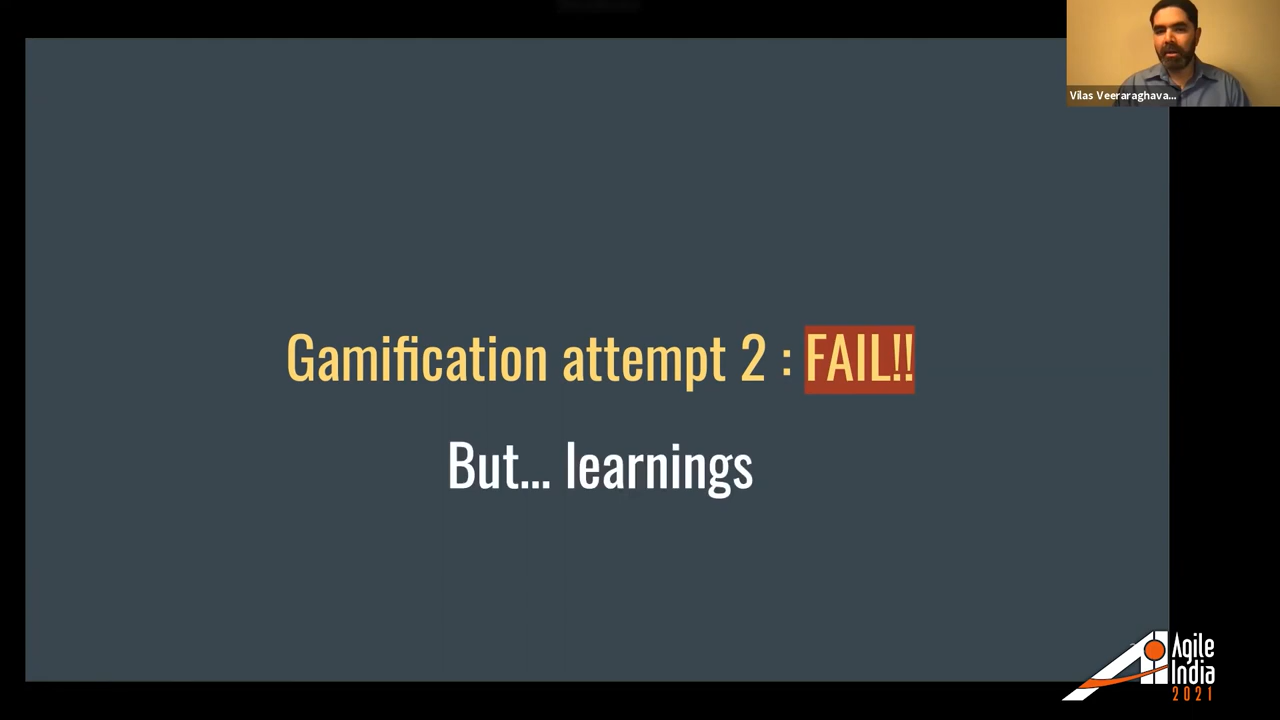 Vilas Veeraraghava...
Gamification attempt 2 : FAIL!!
But... learnings
Agile
India
2021